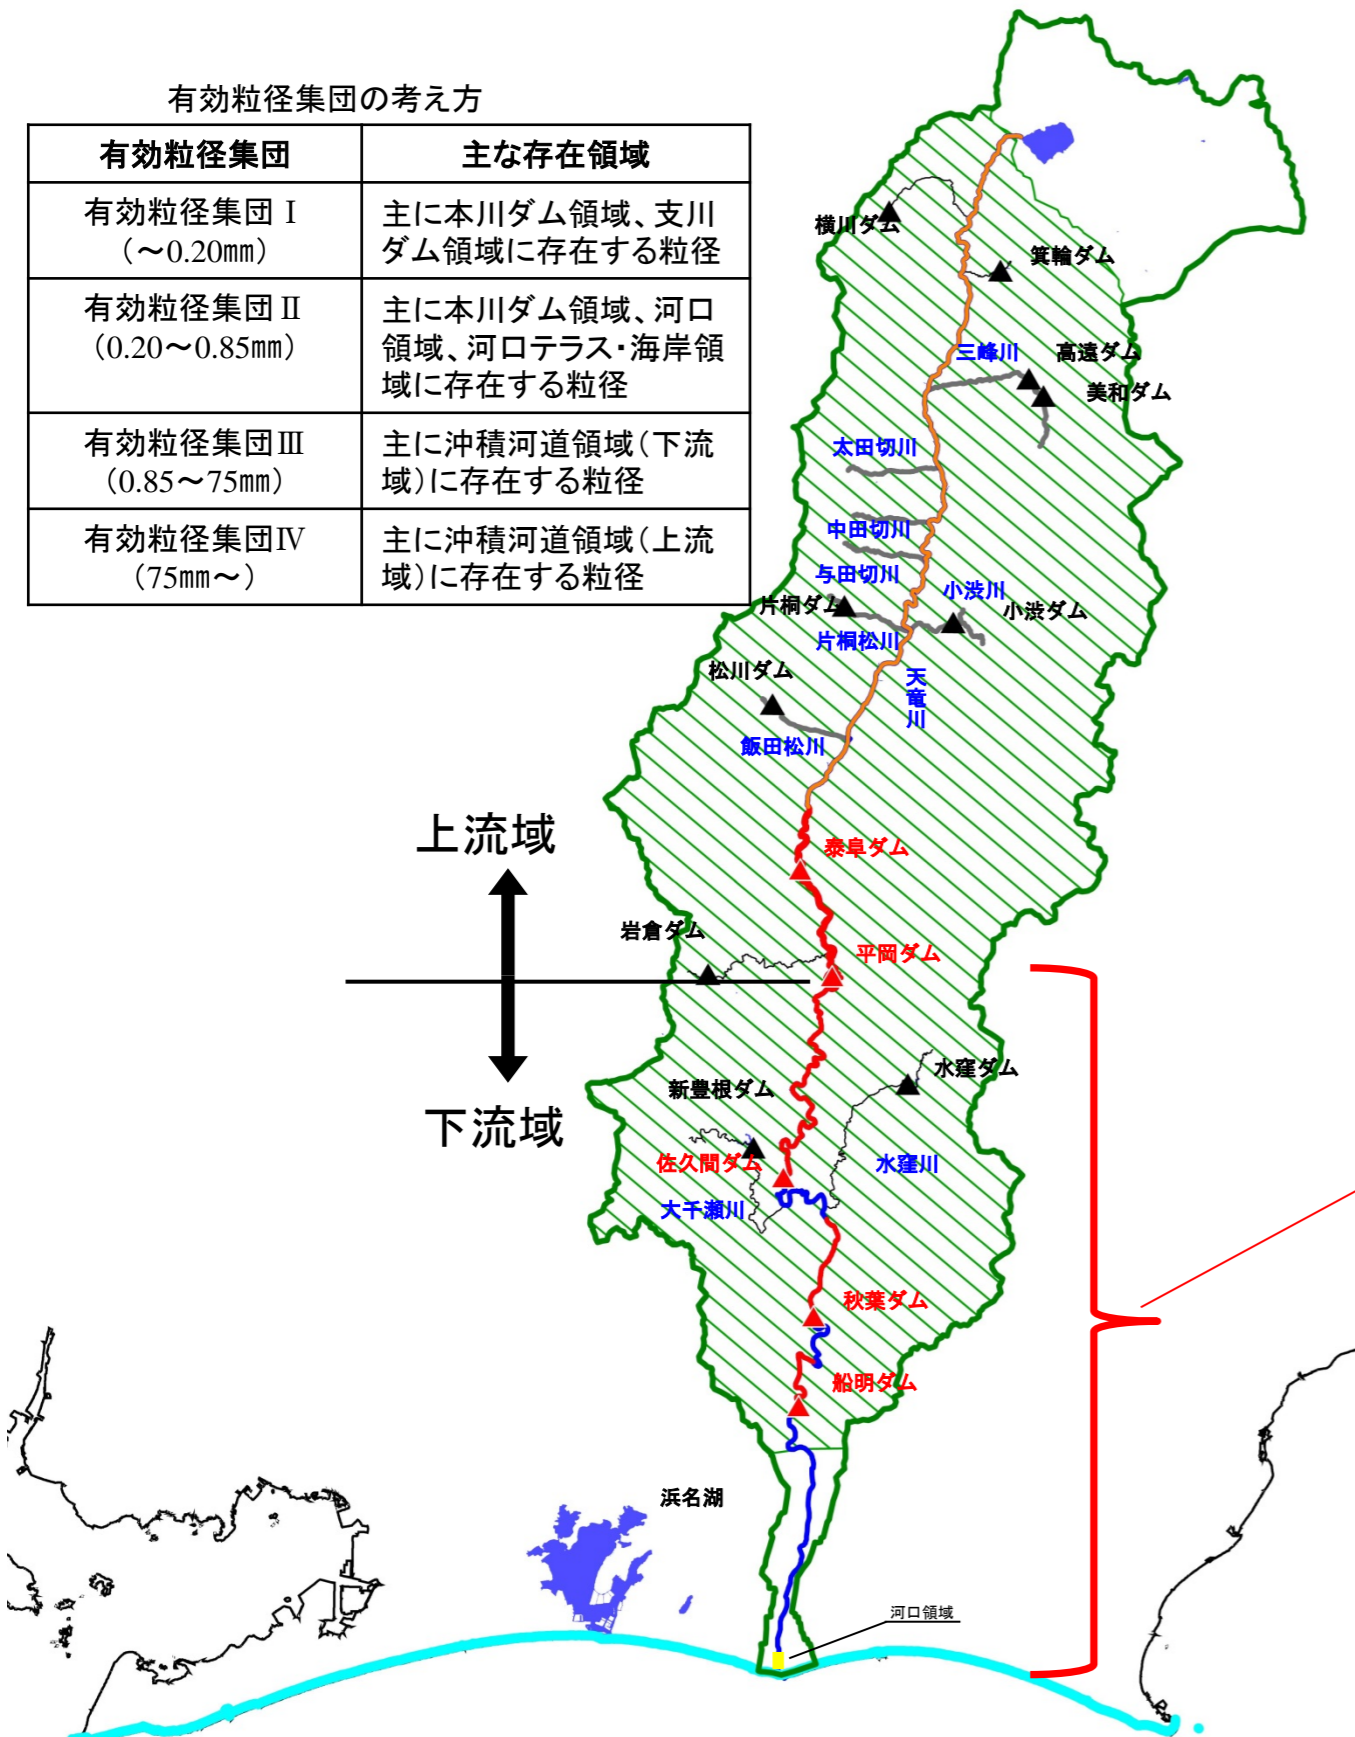 有効粒径集団の考え方
有効粒径集団
主な存在領域
有効粒径集団Ⅰ
(～0.20㎜)
主に本川ダム領域、支川
ダム領域に存在する粒径
有効粒径集団Ⅱ
(0.20～0.85㎜)
主に本川ダム領域、河口
領域、河口テラス・海岸領
域に存在する粒径
有効粒径集団Ⅲ
(0.85～75㎜)
主に沖積河道領域(下流
域)に存在する粒径
有効粒径集団Ⅳ
(75㎜～)
主に沖積河道領域(上流
域)に存在する粒径
横川ダム
箕輪ダム
三峰川
高遠ダム
美和ダム
太田切川
中田切川
与田切川
小渋川
片桐ダム
小渋ダム
片桐松川
松川ダム
天竜川
飯田松川
上流域
泰阜ダム
岩倉ダム
平岡ダム
水窪ダム
新豊根ダム
下流域
佐久間ダム
水窪川
大千瀬川
秋葉ダム
船明ダム
浜名湖
河口領域